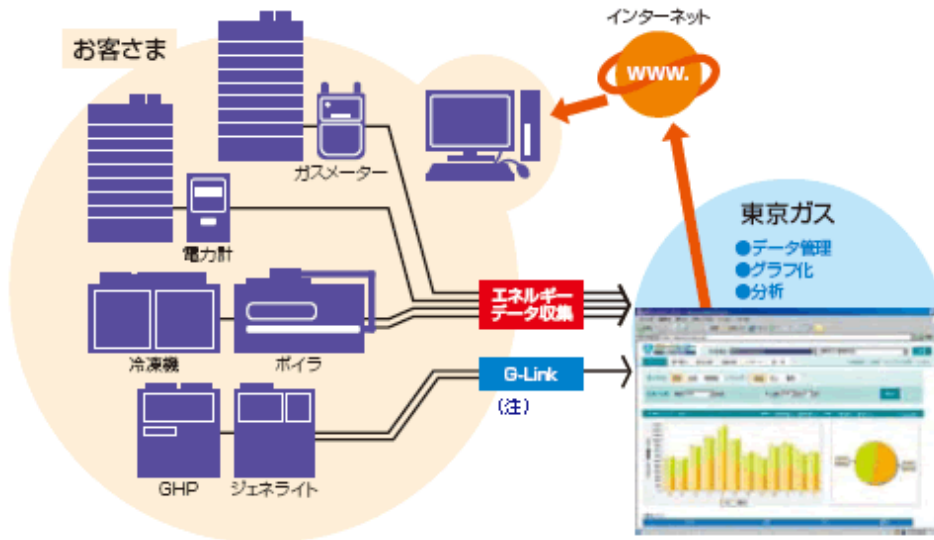 インターネット
www.
お客さま
ガスメーター
電力計
冷凍機
ボイラ
GHP
ジェネライト
エネルギー
データ収集
G-Link
(注)
東京ガス
●データ管理
●グラフ化
●分析